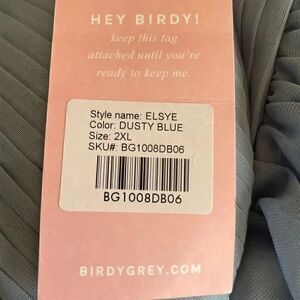 HEY BIRDY!
keep this tag
attached until you're
ready to keep me.
Style name: ELSYE
Color: DUSTY BLUE
Size: 2XL
SKU#: BG1008DB06
BG1008DB06
BIRDYGREY.COM